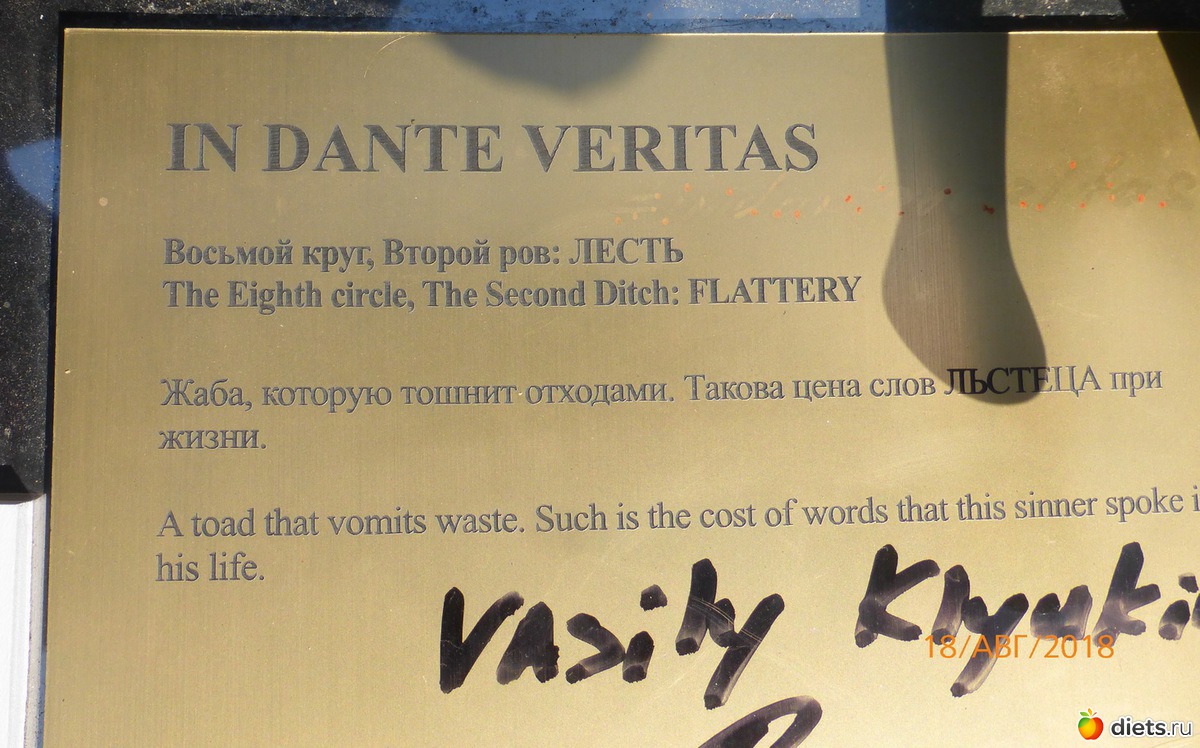 IN DANTE VERITAS
Восьмой круг, Второй ров: ЛЕСТЬ
The Eighth circle, The Second Ditch: FLATTERY
Жаба, которую тошнит отходами. Такова цена слов ЛЬСТЕЦА при
жизни.
A toad that vomits waste. Such is the cost of words that this sinner spoke i
his life.
Vasily Klyuki
18/АВГ/2018
diets.ru